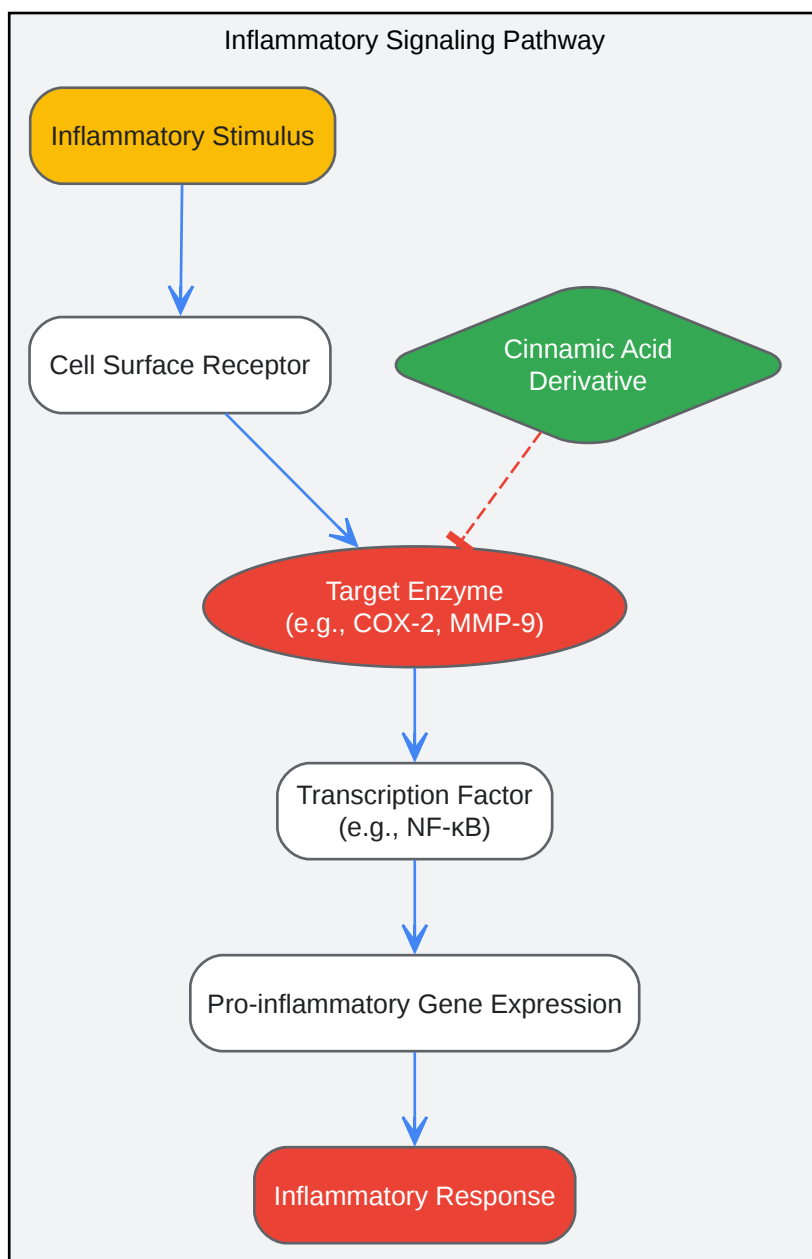 Inflammatory Signaling Pathway
Inflammatory Stimulus
Cell Surface Receptor
Cinnamic Acid
Derivative
Target Enzyme
(e.g., COX-2, MMP-9)
Transcription Factor
(e.g., NF-κB)
Pro-inflammatory Gene Expression
Inflammatory Response